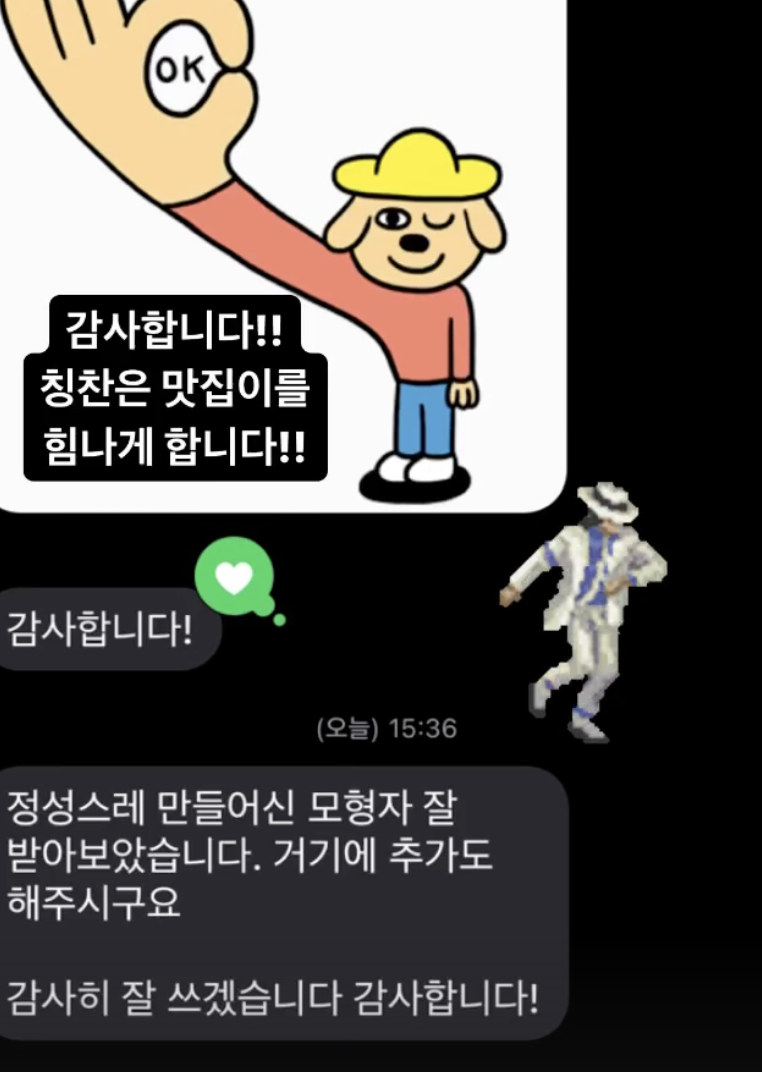 OK
감사합니다!!
칭찬은 맛집이를
힘나게 합니다!!
감사합니다!
(오늘) 15:36
정성스레 만들어신 모형자 잘
받아보았습니다. 거기에 추가도
해주시구요
감사히 잘 쓰겠습니다 감사합니다!